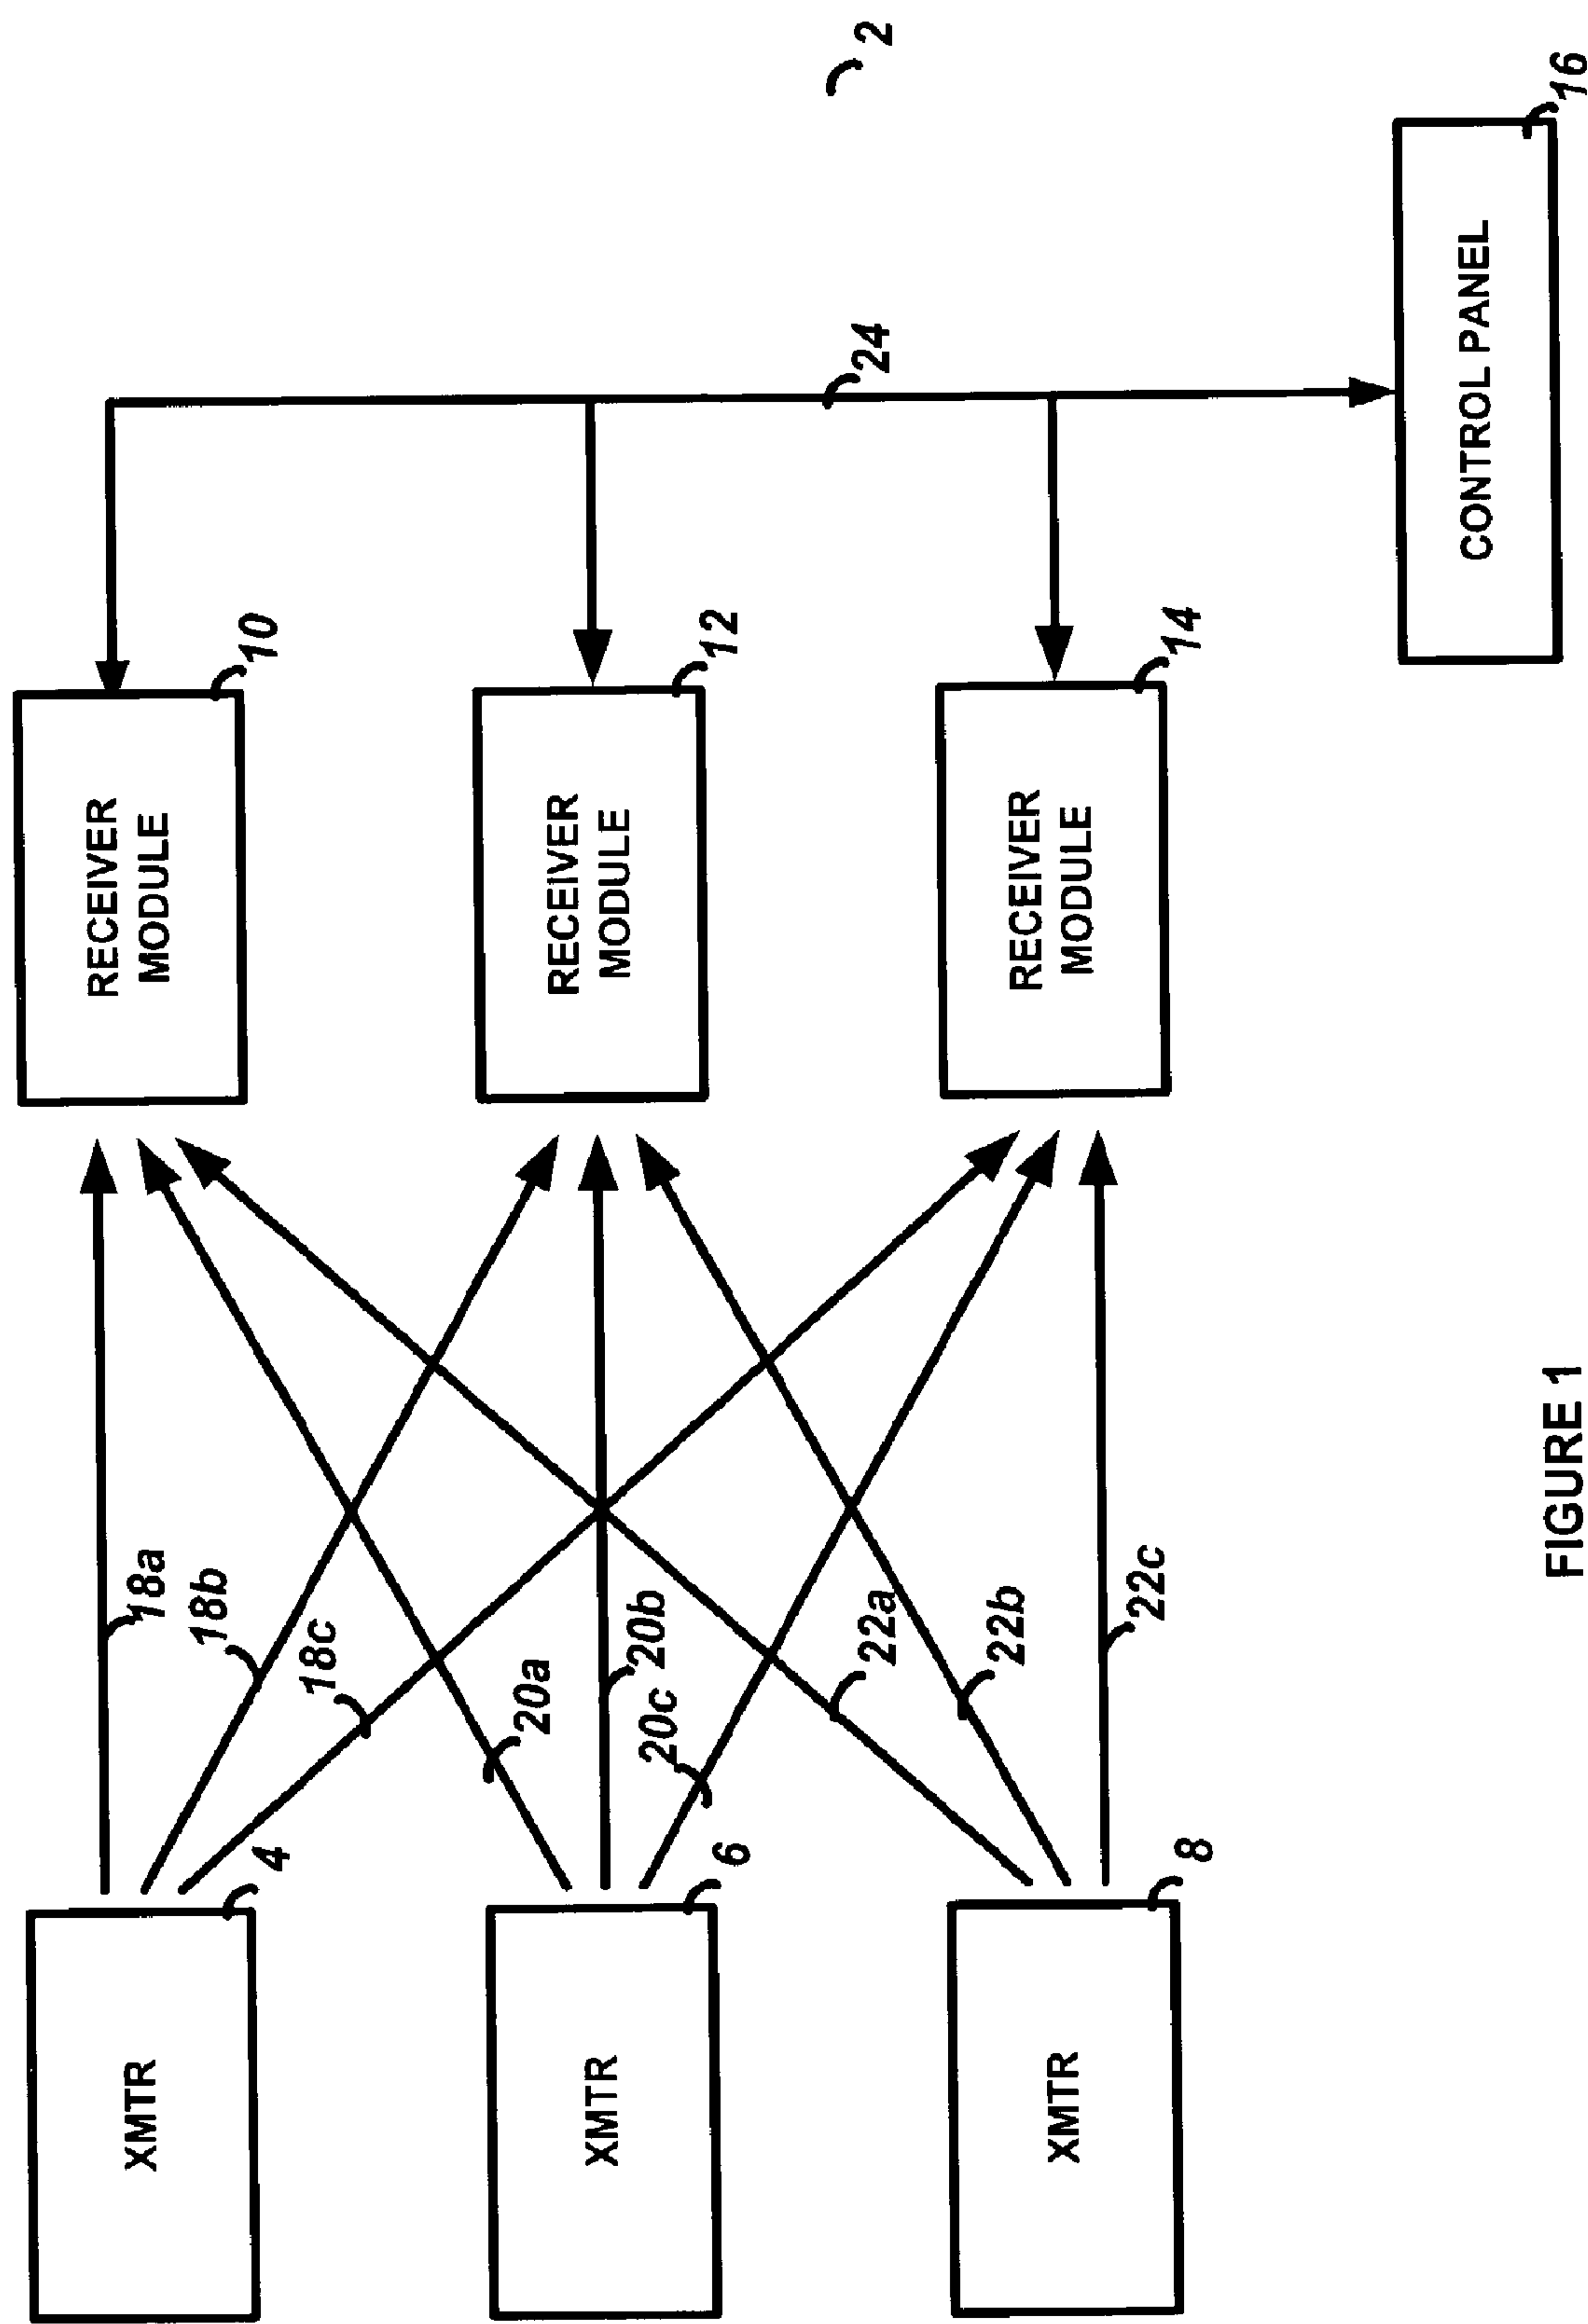 2
XMTR
4
18a
18b
18c
RECEIVER
MODULE
10
XMTR
6
20a
20b
20c
RECEIVER
MODULE
12
24
XMTR
8
22a
22b
22c
RECEIVER
MODULE
14
CONTROL PANEL
16
FIGURE 1